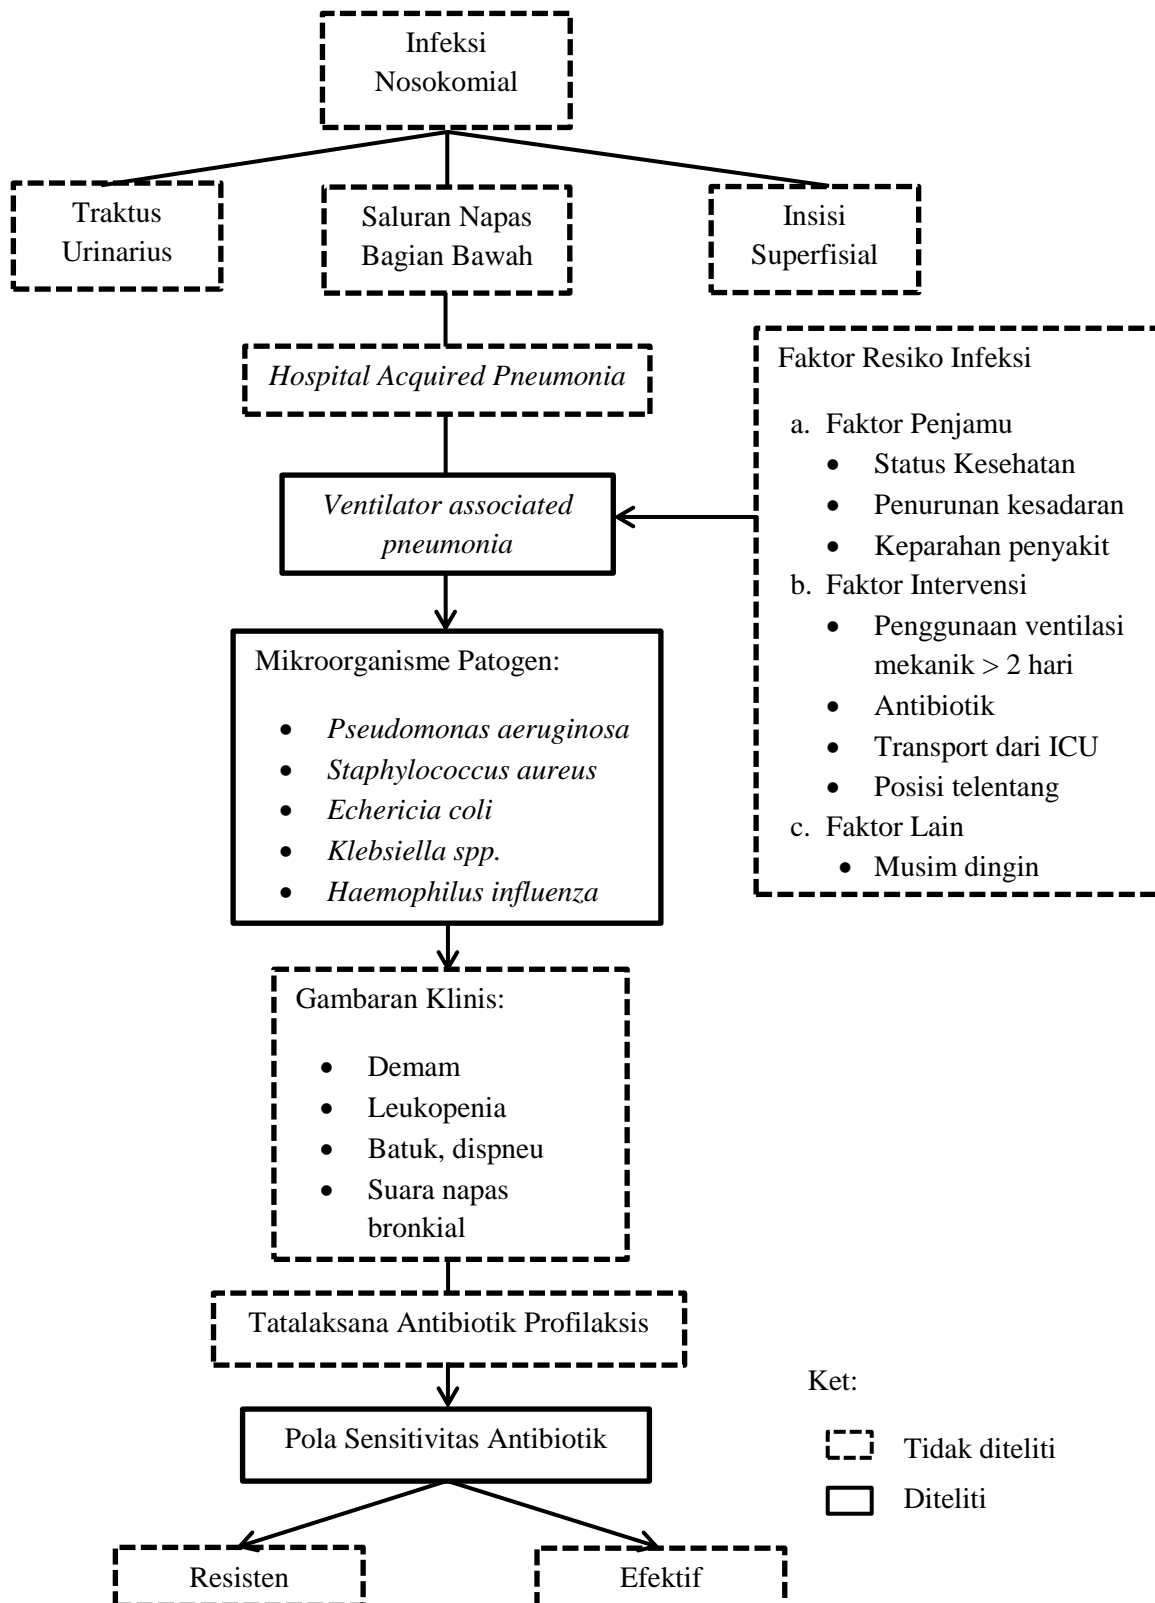 Infeksi
Nosokomial
Traktus
Urinarius
Saluran Napas
Bagian Bawah
Insisi
Superfisial
Hospital Acquired Pneumonia
Ventilator associated
pneumonia
Faktor Resiko Infeksi
a. Faktor Penjamu
• Status Kesehatan
• Penurunan kesadaran
• Keparahan penyakit
b. Faktor Intervensi
• Penggunaan ventilasi
mekanik > 2 hari
• Antibiotik
• Transport dari ICU
• Posisi telentang
c. Faktor Lain
• Musim dingin
Mikroorganisme Patogen:
• Pseudomonas aeruginosa
• Staphylococcus aureus
• Echericia coli
• Klebsiella spp.
• Haemophilus influenza
Gambaran Klinis:
• Demam
• Leukopenia
• Batuk, dispneu
• Suara napas
bronkial
Tatalaksana Antibiotik Profilaksis
Pola Sensitivitas Antibiotik
Ket:
Tidak diteliti
Diteliti
Resisten
Efektif